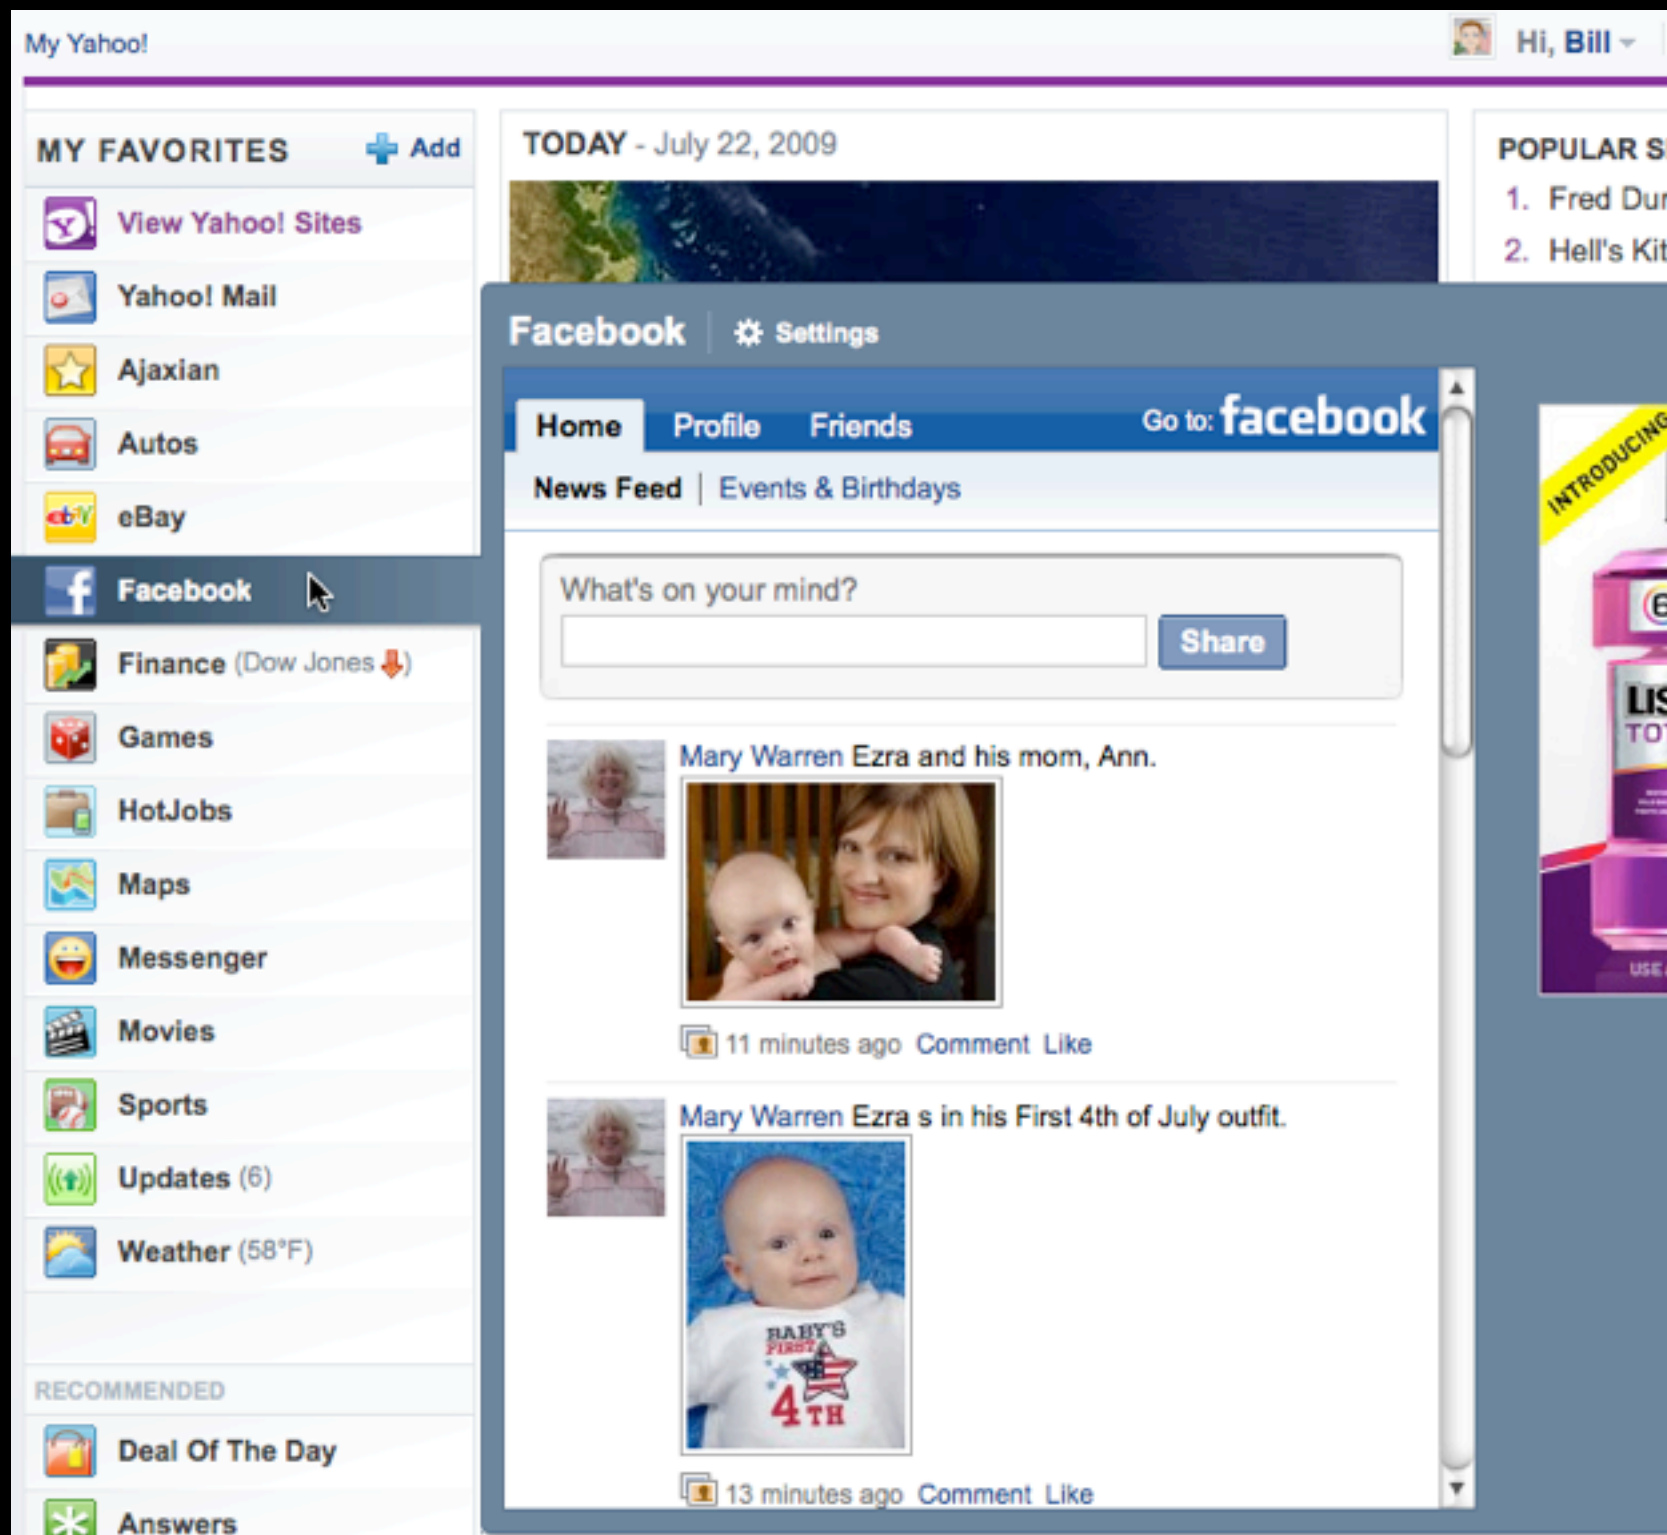 My Yahoo!
Hi, Bill
MY FAVORITES
Add
View Yahoo! Sites
Yahoo! Mail
Ajaxian
Autos
eBay
Facebook
Finance (Dow Jones )
Games
HotJobs
Maps
Messenger
Movies
Sports
Updates (6)
Weather (58°F)
RECOMMENDED
Deal Of The Day
Answers
TODAY - July 22, 2009
POPULAR
1. Fred
2. Hell's
Facebook
Settings
Home Profile Friends
Go to: facebook
News Feed | Events & Birthdays
What's on your mind?
Share
Mary Warren Ezra and his mom, Ann.
11 minutes ago Comment Like
Mary Warren Ezra s in his First 4th of July outfit.
BABY'S
FIRST
4TH
13 minutes ago Comment Like
INTRODUCING
USE